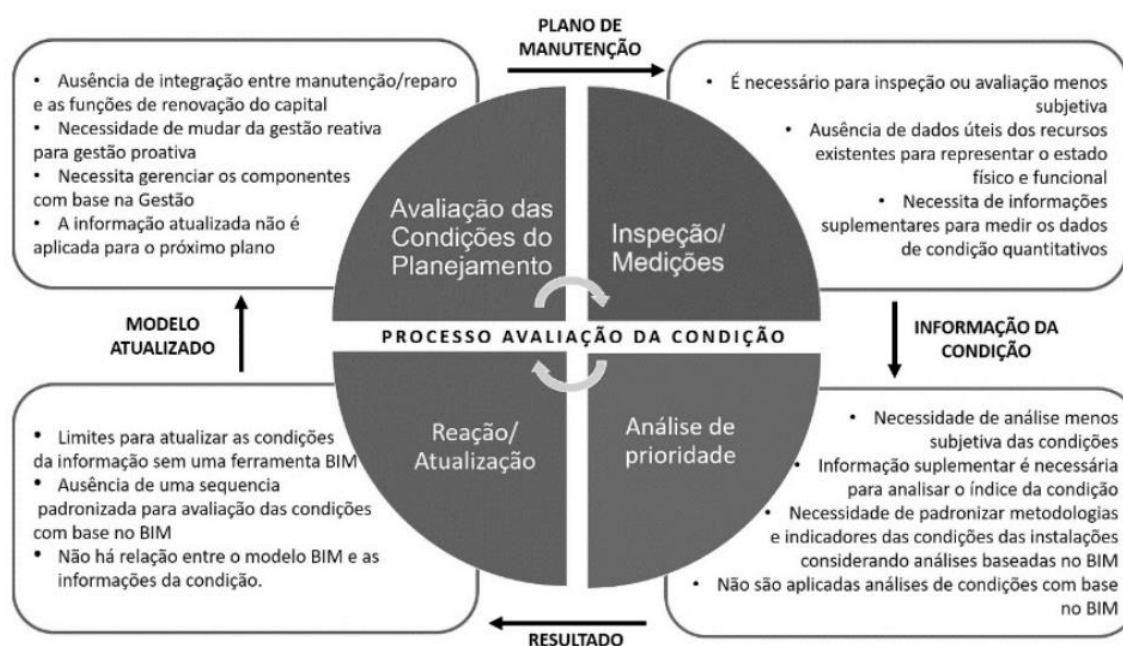 PLANO DE
MANUTENÇÃO
• Ausência de integração entre manutenção/reparo
e as funções de renovação do capital
• Necessidade de mudar da gestão reativa
para gestão proativa
• Necessita gerenciar os componentes
com base na Gestão
• A informação atualizada não é
aplicada para o próximo plano
• É necessário para inspeção ou avaliação menos
subjetiva
• Ausência de dados úteis dos recursos
existentes para representar o estado
físico e funcional
• Necessita de informações
suplementares para medir os dados
de condição quantitativos
Avaliação das
Condições do
Planejamento
Inspeção/
Medições
MODELO
ATUALIZADO
PROCESSO AVALIAÇÃO DA CONDIÇÃO
INFORMAÇÃO DA
CONDIÇÃO
Reação/
Atualização
Análise de
prioridade
• Limites para atualizar as condições
da informação sem uma ferramenta BIM
• Ausência de uma sequencia
padronizada para avaliação das condições
com base no BIM
• Não há relação entre o modelo BIM e as
informações da condição.
• Necessidade de análise menos
subjetiva das condições
• Informação suplementar é necessária
para analisar o índice da condição
• Necessidade de padronizar metodologias
e indicadores das condições das instalações
considerando análises baseadas no BIM
• Não são aplicadas análises de condições com base
no BIM
RESULTADO